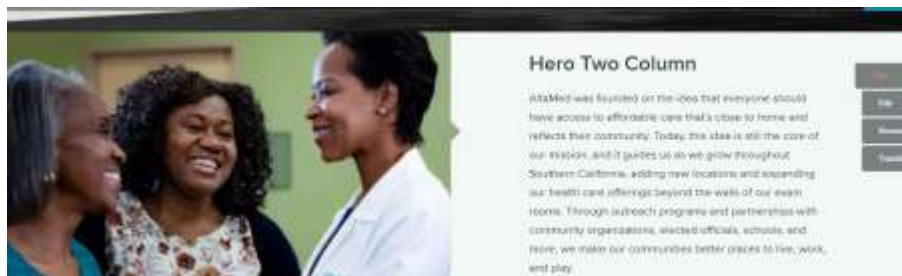 Hero Two Column
AltaMed was founded on the idea that everyone should
have access to affordable care that's close to home and
reflects their community. Today, this idea is still the core of
our mission, and it guides us as we grow throughout
Southern California, adding new locations and expanding
our health care offerings beyond the walls of our exam
rooms. Through outreach programs and partnerships with
community organizations, elected officials, schools, and
more, we make our communities better places to live, work,
and play.
Edit